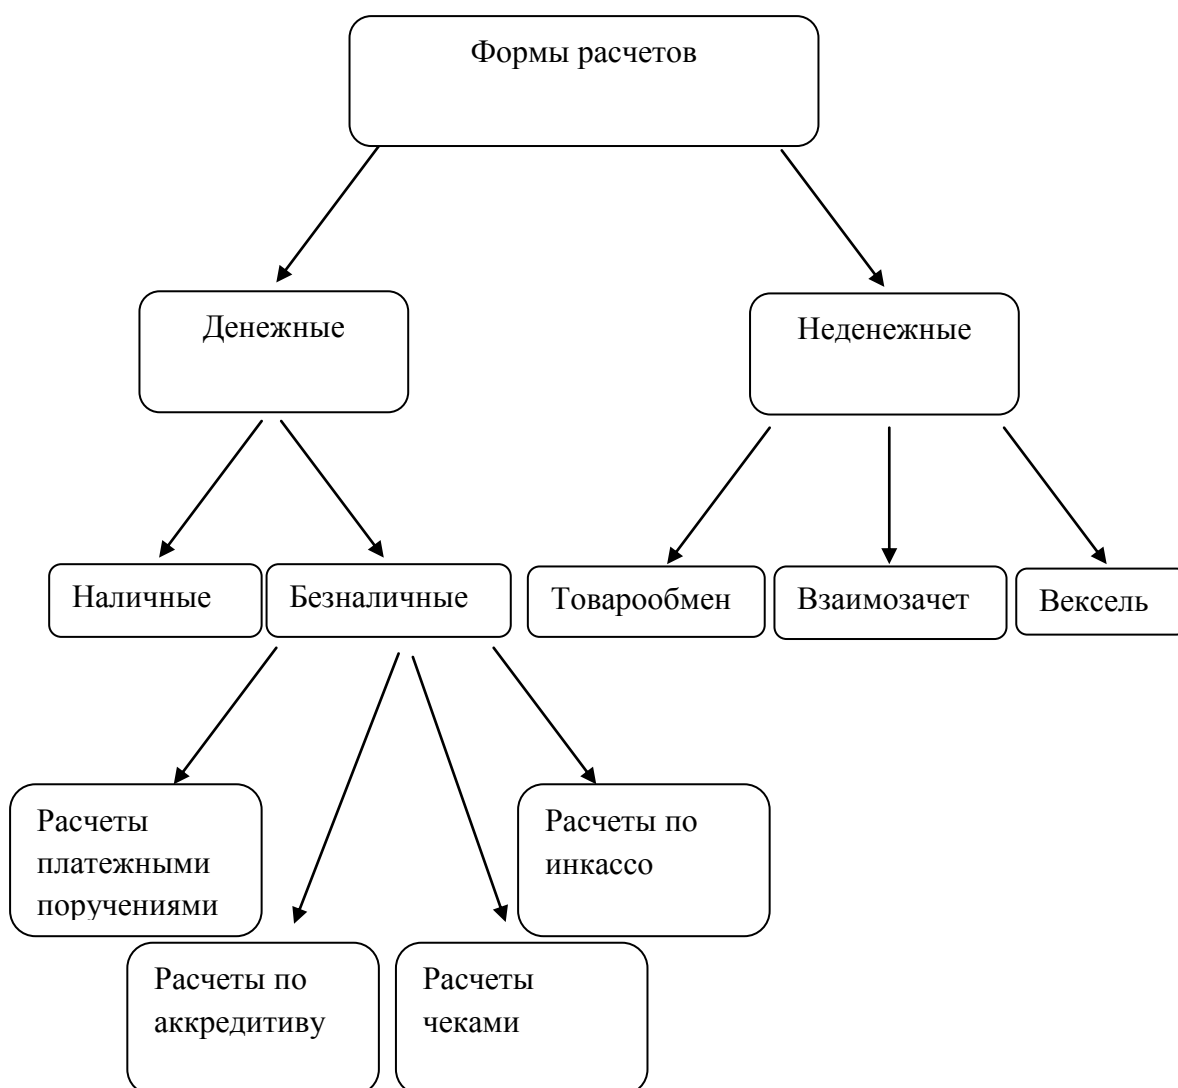 Формы расчетов
Денежные
Неденежные
Наличные
Безналичные
Товарообмен
Взаимозачет
Вексель
Расчеты
платежными
поручениями
Расчеты по
инкассо
Расчеты по
аккредитиву
Расчеты
чеками